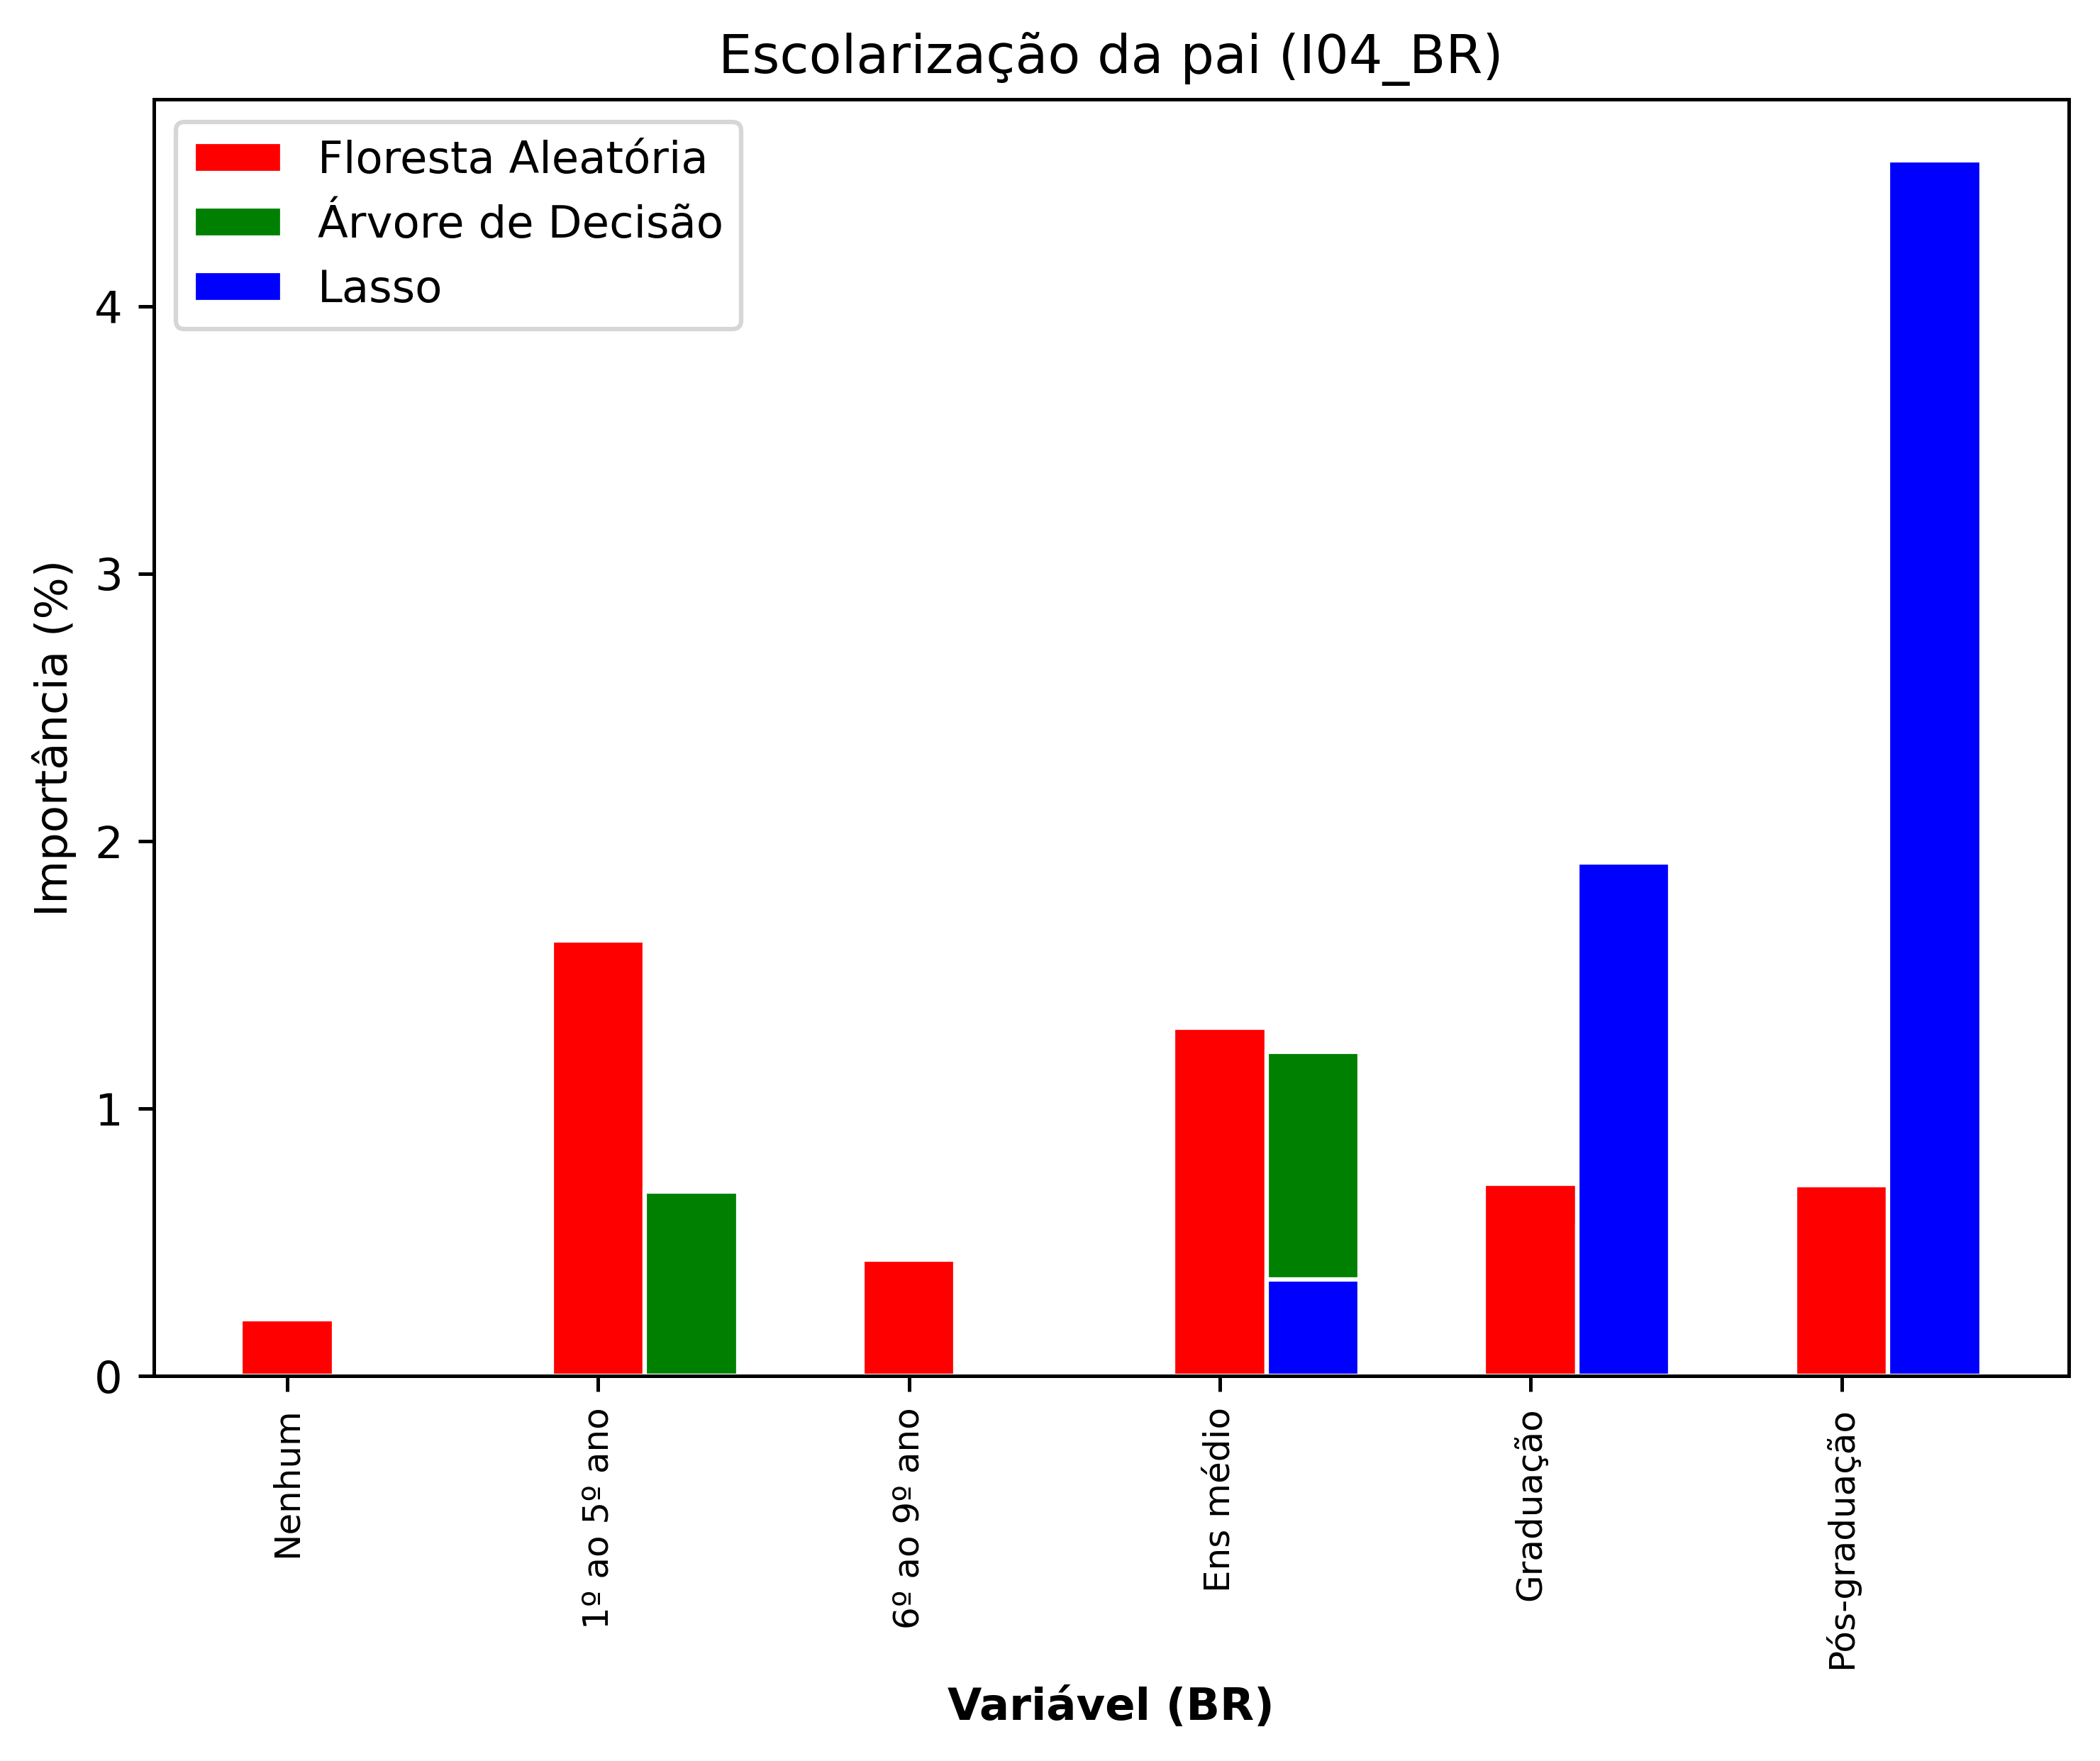 Escolarização da pai (I04_BR)
Floresta Aleatória
Árvore de Decisão
Lasso
Importância (%)
4
3
2
1
0
Nenhum
1º ao 5º ano
6º ao 9º ano
Ens médio
Graduação
Pós-graduação
Variável (BR)